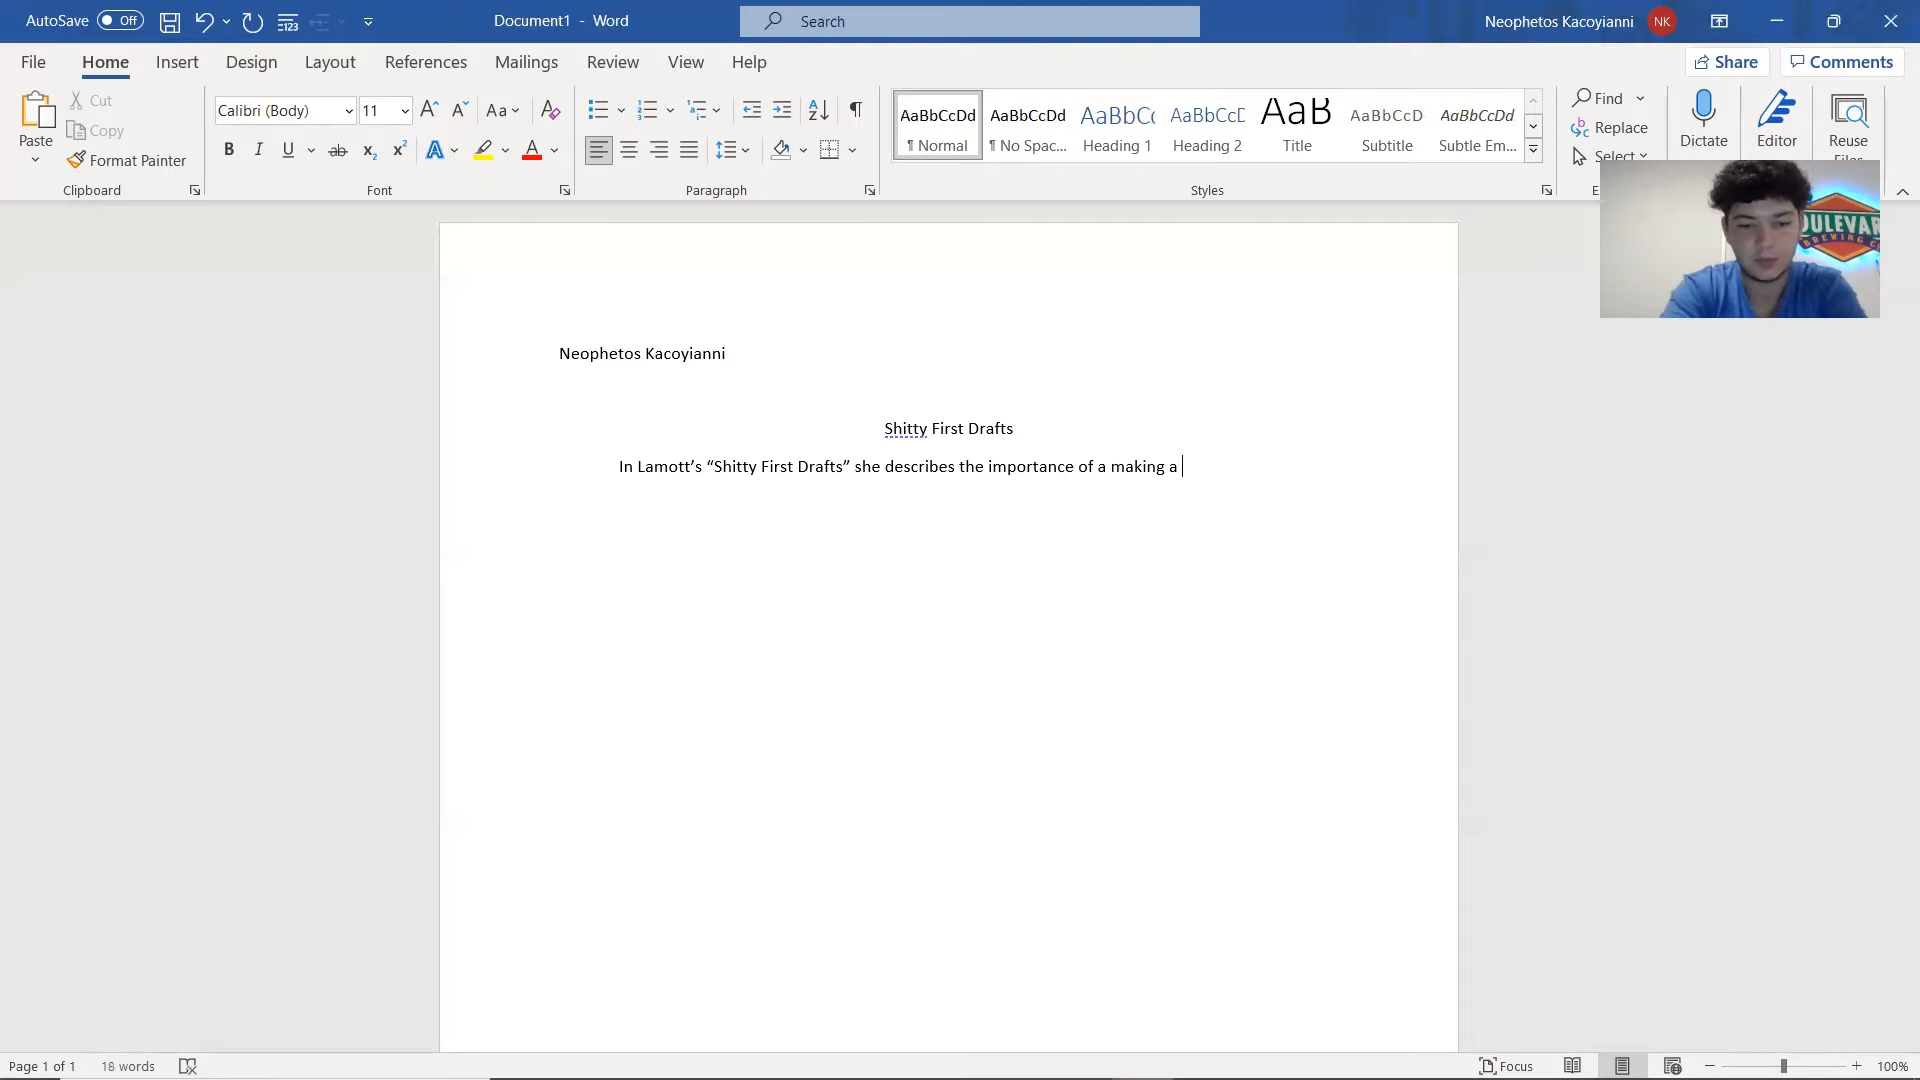 AutoSave Off Document1 - Word Search Neophetos Kacoyianni NK
File Home Insert Design Layout References Mailings Review View Help Share Comments
Paste
Cut
Copy
Format Painter
Clipboard
Calibri (Body) 11
Font
Paragraph
AaBbCcDd AaBbCcDd AaBbCc AaBbCcD AaB AaBbCcD AaBbCcDd
¶ Normal ¶ No Spac... Heading 1 Heading 2 Title Subtitle Subtle Em...
Styles
Find
Replace
Select
E
Dictate
Editor
Reuse
Files
OULEVAR
BREWING C
Neophetos Kacoyianni
Shitty First Drafts
In Lamott’s “Shitty First Drafts” she describes the importance of a making a
Page 1 of 1 18 words Focus 100%